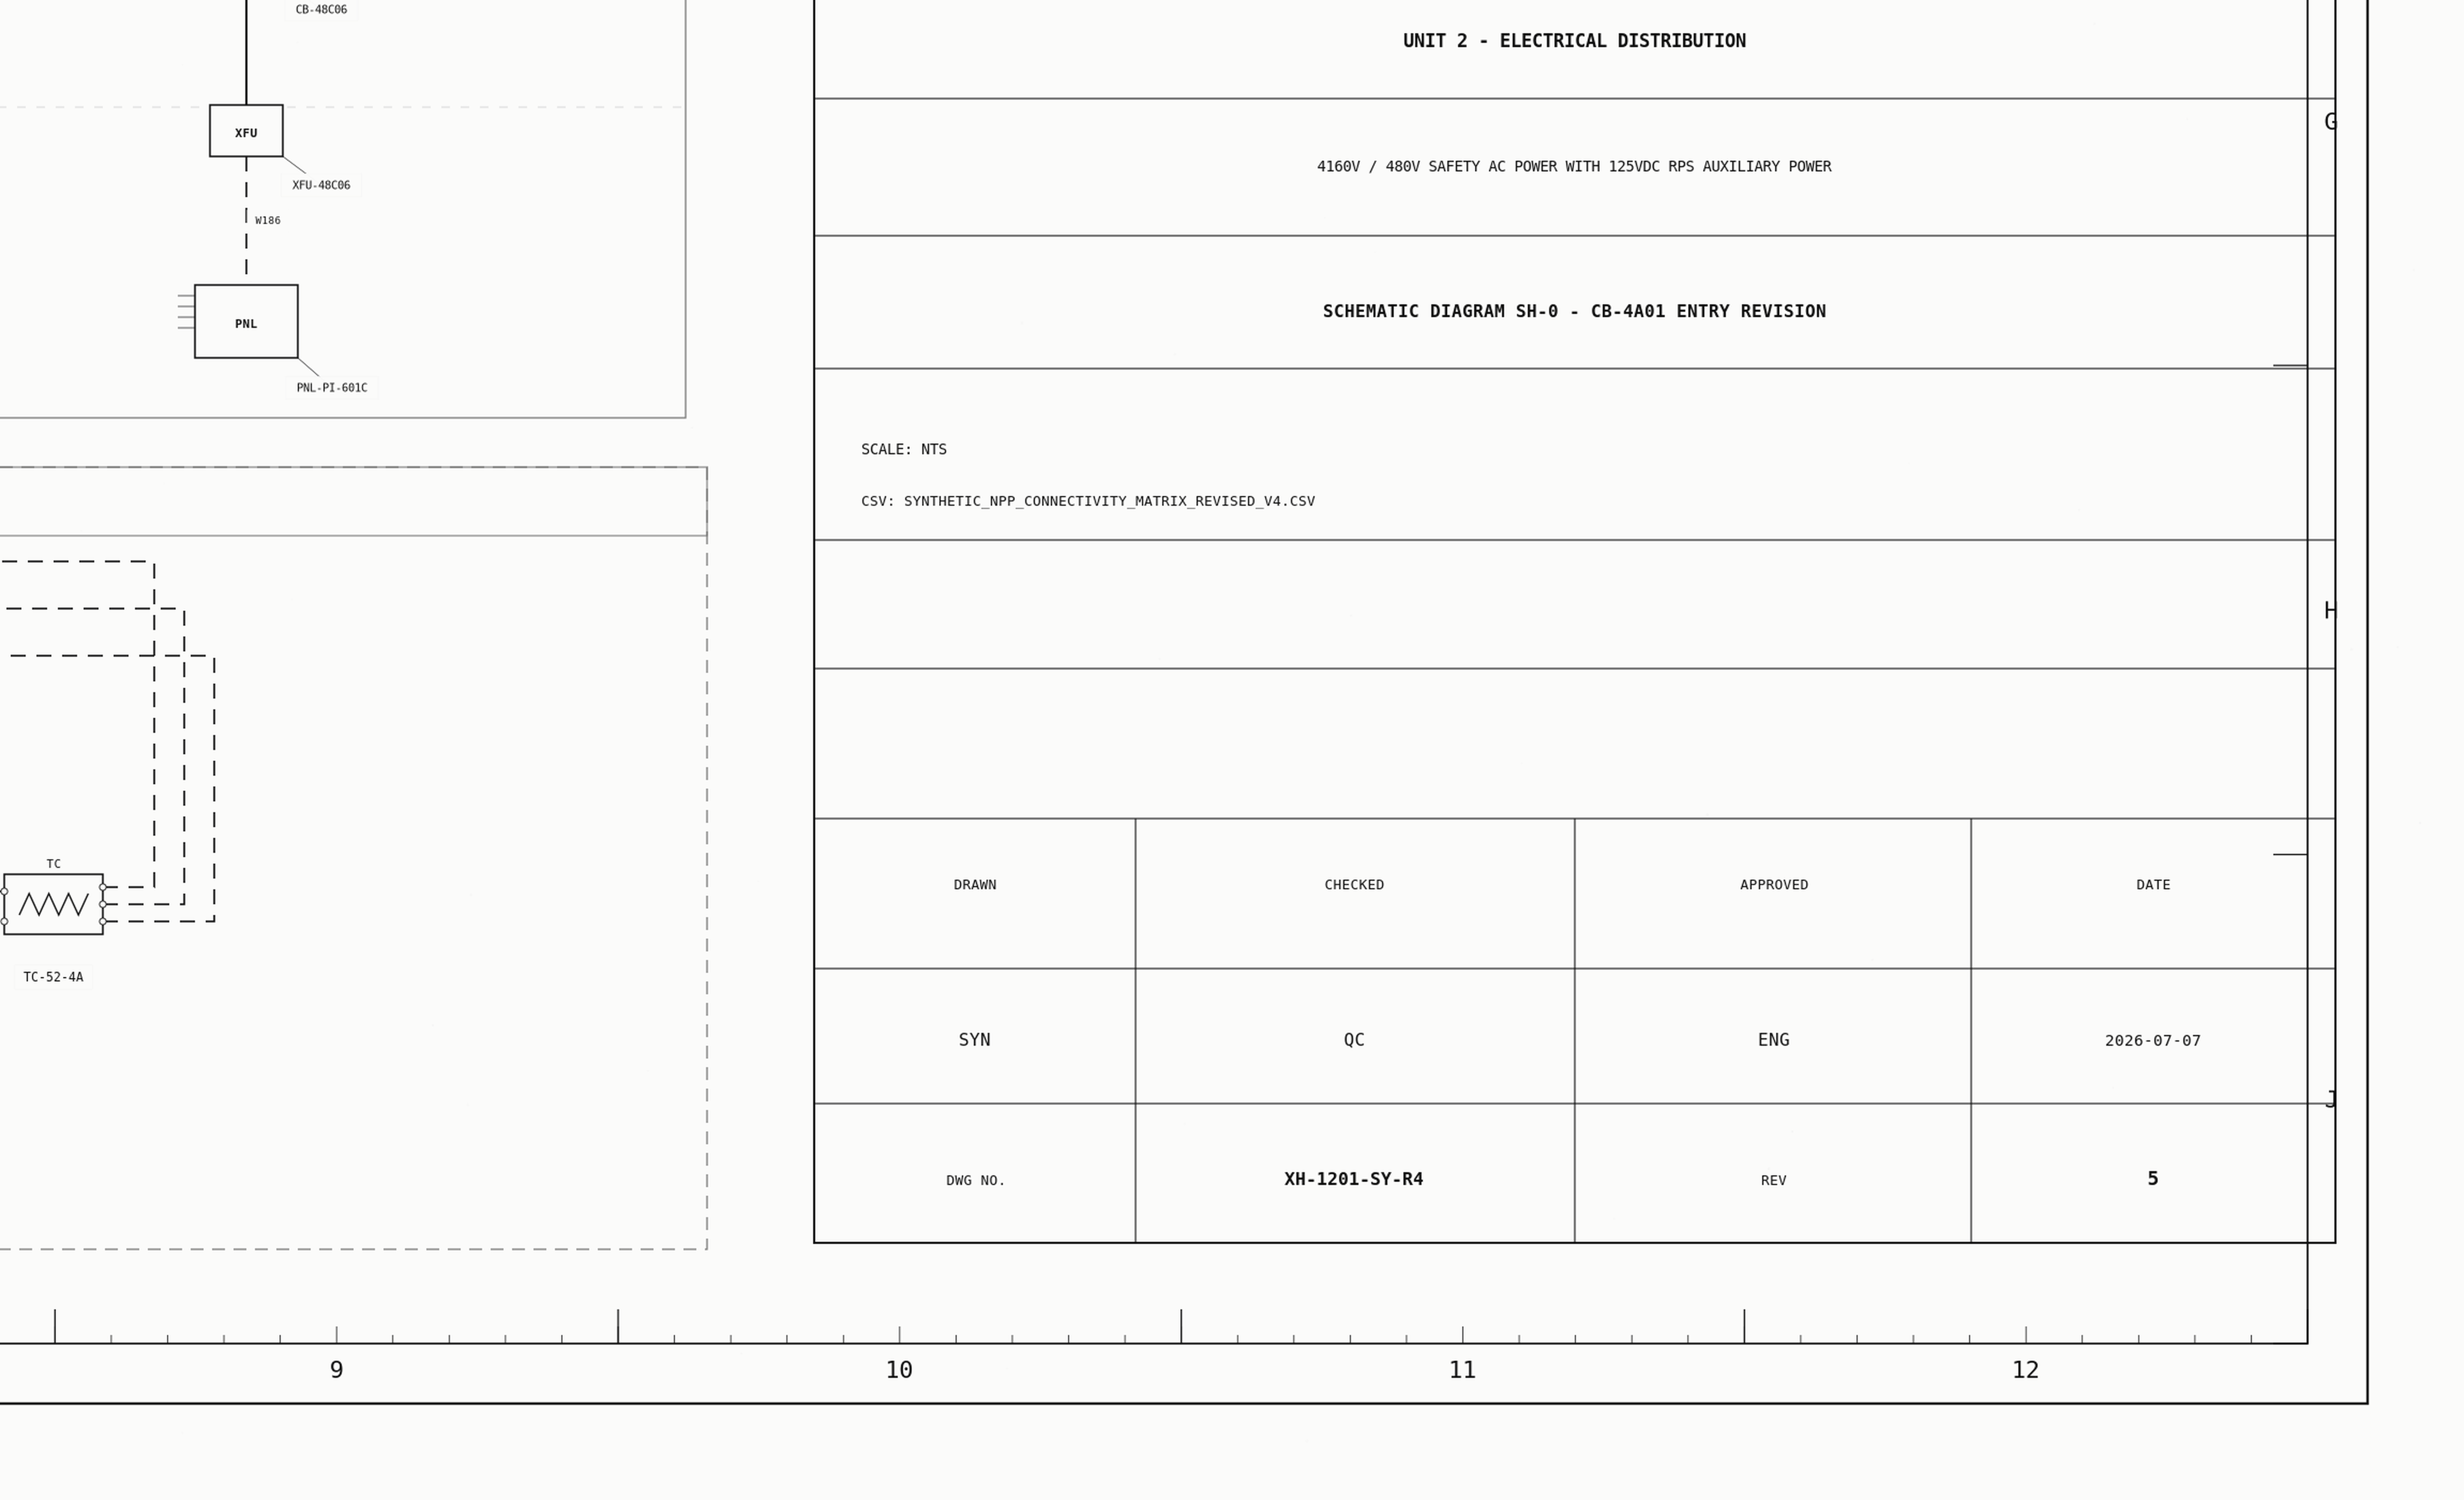 CB-48C06
XFU
XFU-48C06
W186
PNL
PNL-PI-601C
TC
TC-52-4A
UNIT 2 - ELECTRICAL DISTRIBUTION
4160V / 480V SAFETY AC POWER WITH 125VDC RPS AUXILIARY POWER
SCHEMATIC DIAGRAM SH-0 - CB-4A01 ENTRY REVISION
SCALE: NTS
CSV: SYNTHETIC_NPP_CONNECTIVITY_MATRIX_REVISED_V4.CSV
DRAWN CHECKED APPROVED DATE
SYN QC ENG 2026-07-07
DWG NO. XH-1201-SY-R4 REV 5
G
H
J
9 10 11 12